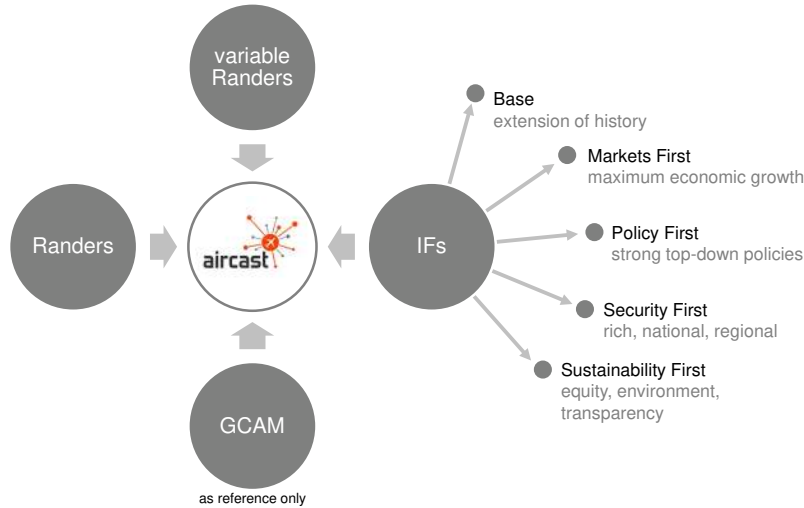 variable
Randers
Base
extension of history
Markets First
maximum economic growth
Randers
aircast
IFs
Policy First
strong top-down policies
Security First
rich, national, regional
Sustainability First
equity, environment,
transparency
GCAM
as reference only